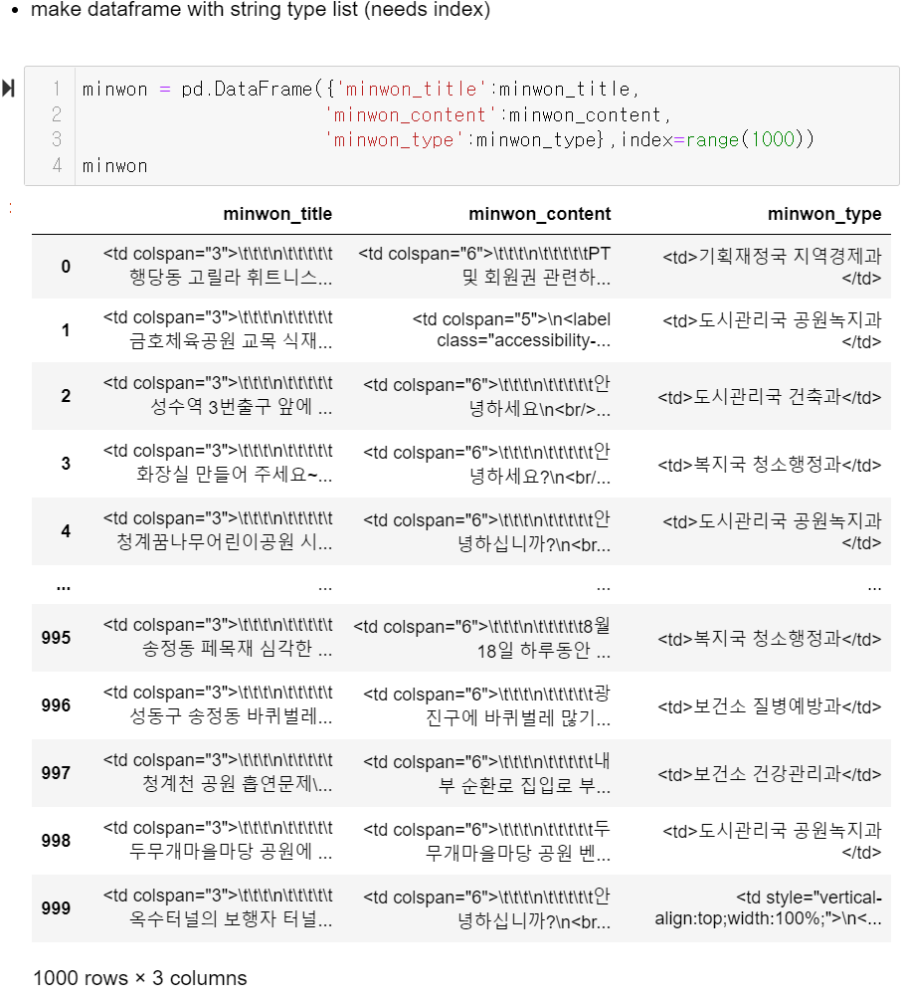 • make dataframe with string type list (needs index)
1 minwon = pd.DataFrame({'minwon_title':minwon_title,
2 'minwon_content':minwon_content,
3 'minwon_type':minwon_type},index=range(1000))
4 minwon
:
minwon_title minwon_content minwon_type
0 <td colspan="3">\t\t\t\n\t\t\t\t\t <td colspan="6">\t\t\t\n\t\t\t\t\tPT <td>기획재정국 지역경제과
행당동 고릴라 휘트니스... 및 회원권 관련하... </td>
1 <td colspan="3">\t\t\t\n\t\t\t\t\t <td colspan="5">\n<label <td>도시관리국 공원녹지과
금호체육공원 교목 식재... class="accessibility-... </td>
2 <td colspan="3">\t\t\t\n\t\t\t\t\t <td colspan="6">\t\t\t\n\t\t\t\t\t안 <td>도시관리국 건축과</td>
성수역 3번출구 앞에 ... 녕하세요\n<br/>...
3 <td colspan="3">\t\t\t\n\t\t\t\t\t <td colspan="6">\t\t\t\n\t\t\t\t\t안 <td>복지국 청소행정과</td>
화장실 만들어 주세요~... 녕하세요?\n<br/...
4 <td colspan="3">\t\t\t\n\t\t\t\t\t <td colspan="6">\t\t\t\n\t\t\t\t\t안 <td>도시관리국 공원녹지과
청계꿈나무어린이공원 시... 녕하십니까?\n<br... </td>
... ... ... ...
995 <td colspan="3">\t\t\t\n\t\t\t\t\t <td colspan="6">\t\t\t\n\t\t\t\t\t8월 <td>복지국 청소행정과</td>
송정동 페목재 심각한 ... 18일 하루동안 ...
996 <td colspan="3">\t\t\t\n\t\t\t\t\t <td colspan="6">\t\t\t\n\t\t\t\t\t광 <td>보건소 질병예방과</td>
성동구 송정동 바퀴벌레... 진구에 바퀴벌레 많기...
997 <td colspan="3">\t\t\t\n\t\t\t\t\t <td colspan="6">\t\t\t\n\t\t\t\t\t내 <td>보건소 건강관리과</td>
청계천 공원 흡연문제\... 부 순환로 집입로 부...
998 <td colspan="3">\t\t\t\n\t\t\t\t\t <td colspan="6">\t\t\t\n\t\t\t\t\t두 <td>도시관리국 공원녹지과
두무개마을마당 공원에 ... 무개마을마당 공원 벤... </td>
999 <td colspan="3">\t\t\t\n\t\t\t\t\t <td colspan="6">\t\t\t\n\t\t\t\t\t안 <td style="vertical-
옥수터널의 보행자 터널... 녕하십니까?\n<br... align:top;width:100%;">\n<...
1000 rows × 3 columns